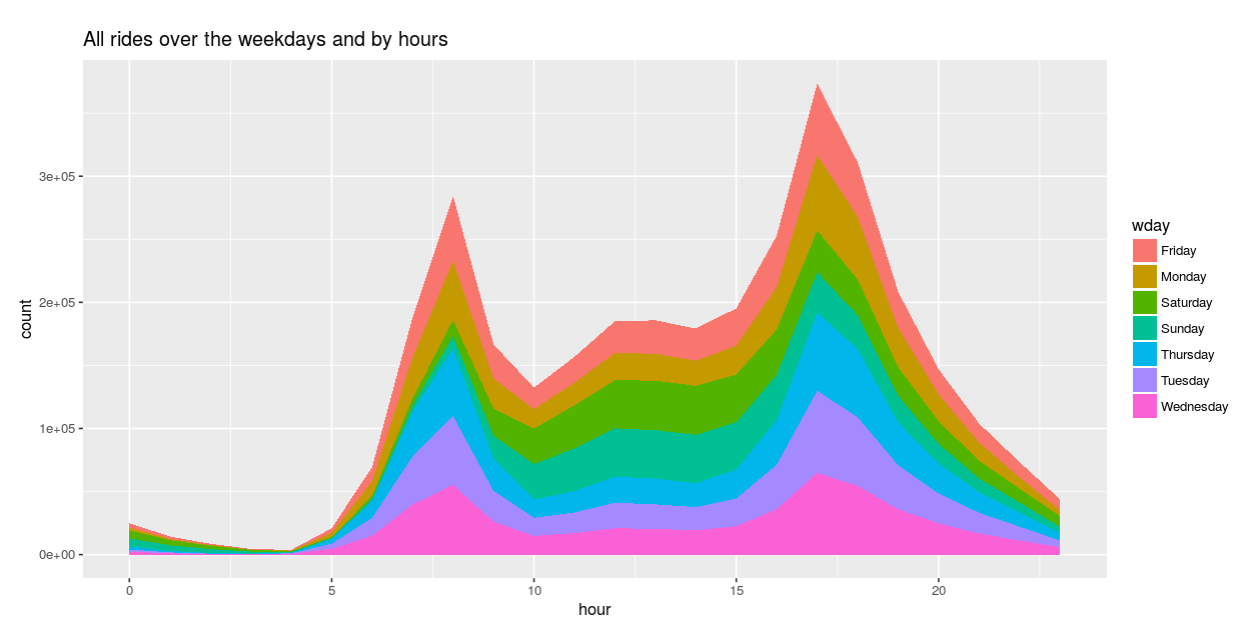 All rides over the weekdays and by hours
count
3e+05
2e+05
1e+05
0e+00
0 5 10 15 20
hour
wday
Friday
Monday
Saturday
Sunday
Thursday
Tuesday
Wednesday